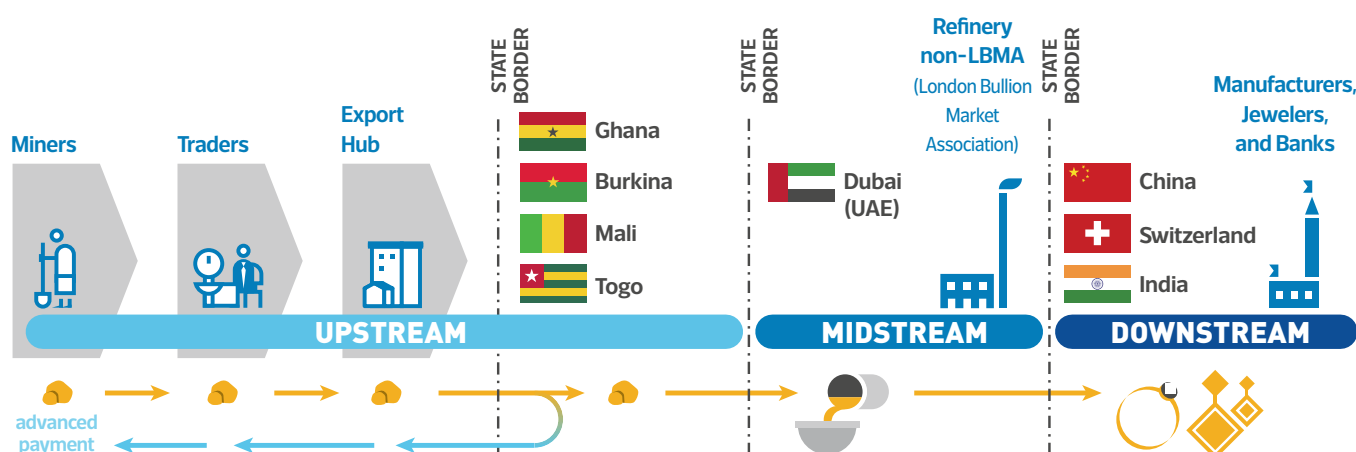 Miners
Traders
Export
Hub
STATE
BORDER
Ghana
Burkina
Mali
Togo
STATE
BORDER
Dubai
(UAE)
Refinery
non-LBMA
(London Bullion
Market
Association)
STATE
BORDER
China
Switzerland
India
Manufacturers,
Jewelers,
and Banks
UPSTREAM
MIDSTREAM
DOWNSTREAM
advanced
payment